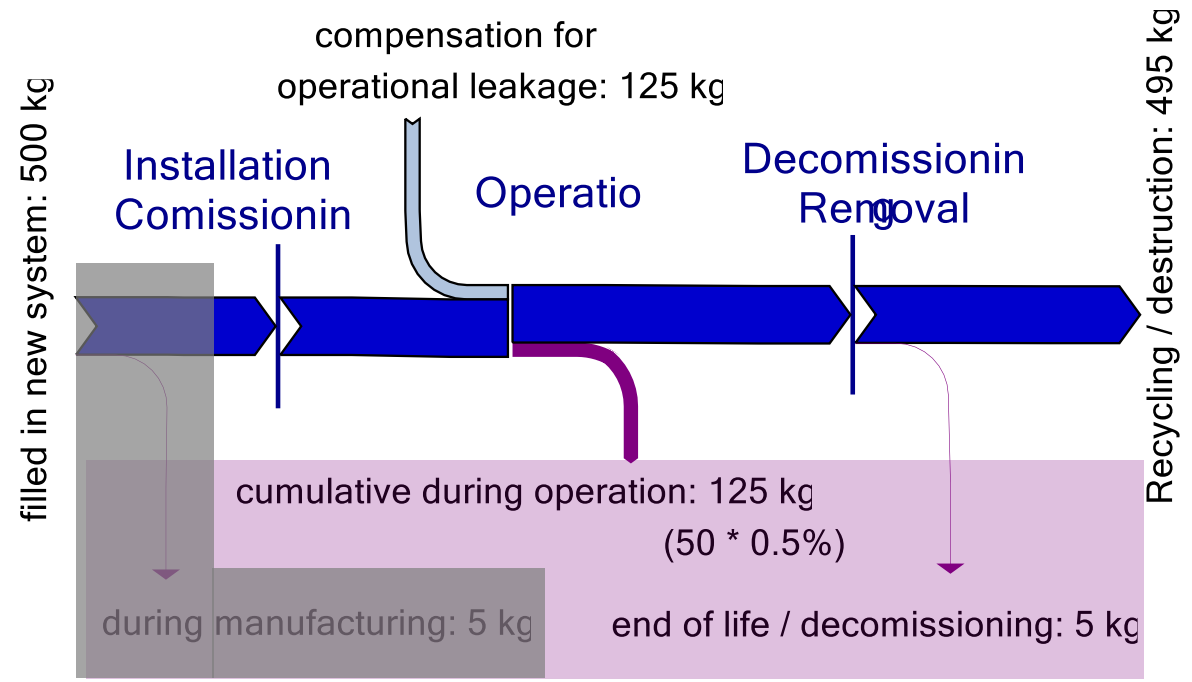 compensation for
operational leakage: 125 kg
filled in new system: 500 kg
Installation
Comissionin
Operatio
Decomissionin
Remgoval
Recycling / destruction: 495 kg
cumulative during operation: 125 kg
(50 * 0.5%)
during manufacturing: 5 kg
end of life / decomissioning: 5 kg